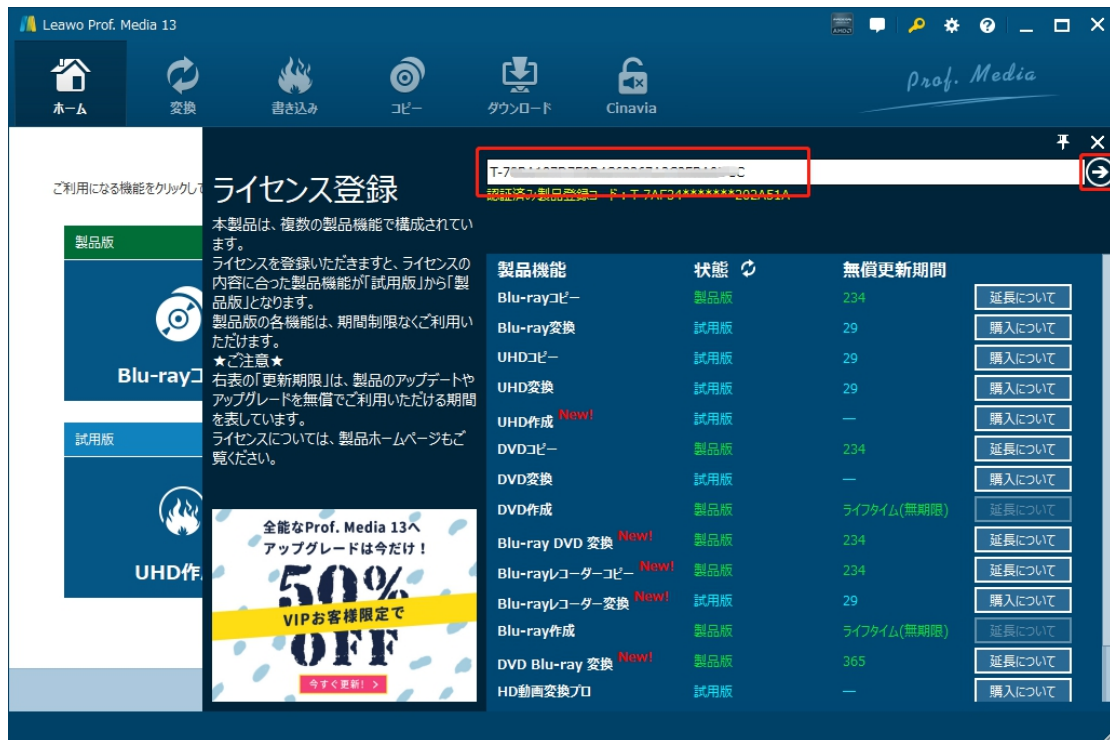 Leawo Prof. Media 13
ホーム
変換
書き込み
コピー
ダウンロード
Cinavia
Prof. Media
ご利用になる機能をクリックして
製品版
Blu-rayコ
試用版
UHD作
ライセンス登録
本製品は、複数の製品機能で構成されてい
ます。
ライセンスを登録いただきますと、ライセンスの
内容に合った製品機能が「試用版」から「製
品版」となります。
製品版の各機能は、期間制限なくご利用い
ただけます。
★ご注意★
右表の「更新期限」は、製品のアップデートや
アップグレードを無償でご利用いただける期間
を表しています。
ライセンスについては、製品ホームページもご
覧ください。
全能なProf. Media 13へ
アップグレードは今だけ！
50%
VIPお客様限定で
OFF
今すぐ更新! >
認証済み製品登録コード：T-7AF34*******202A51A
製品機能 状態 無償更新期間
Blu-rayコピー 製品版 234 延長について
Blu-ray変換 試用版 29 購入について
UHDコピー 試用版 29 購入について
UHD変換 試用版 29 購入について
UHD作成 New! 試用版 — 購入について
DVDコピー 製品版 234 延長について
DVD変換 試用版 — 購入について
DVD作成 製品版 ライフタイム(無期限) 延長について
Blu-ray DVD 変換 New! 製品版 234 延長について
Blu-rayレコーダーコピー New! 製品版 234 延長について
Blu-rayレコーダー変換 New! 試用版 29 購入について
Blu-ray作成 製品版 ライフタイム(無期限) 延長について
DVD Blu-ray 変換 New! 製品版 365 延長について
HD動画変換プロ 試用版 — 購入について